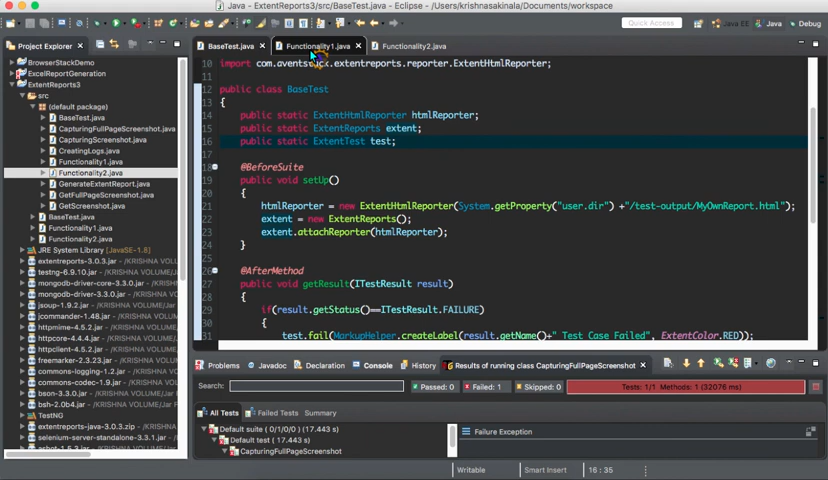 Java - ExtentReports3/src/BaseTest.java - Eclipse - /Users/krishnasakinala/Documents/workspace
Quick Access
Java EE
Java
Debug
Project Explorer
BaseTest.java
Functionality1.java
Functionality2.java
BrowserStackDemo
ExcelReportGeneration
ExtentReports3
src
(default package)
BaseTest.java
CapturingFullPageScreenshot.java
CapturingScreenshot.java
CreatingLogs.java
Functionality1.java
Functionality2.java
GenerateExtentReport.java
GetFullPageScreenshot.java
GetScreenshot.java
BaseTest.java
Functionality1.java
Functionality2.java
JRE System Library [JavaSE-1.8]
extentreports-3.0.3.jar - /KRISHNA VOLUME/Ja
testng-6.9.10.jar - /KRISHNA VOLUME/Jar
mongodb-driver-core-3.3.0.jar
mongodb-driver-3.3.0.jar
jsoup-1.9.2.jar - /KRISHNA VOLUME/Jar
jcommander-1.48.jar
httpmime-4.5.2.jar
httpcore-4.4.4.jar
httpclient-4.5.2.jar
freemarker-2.3.23.jar
commons-logging-1.2.jar
commons-codec-1.9.jar
bson-3.3.0.jar
bsh-2.0b4.jar
TestNG
extentreports-java-3.0.3.zip
selenium-server-standalone-3.3.1.jar
10 import com.aventstack.extentreports.reporter.ExtentHtmlReporter;
11
12 public class BaseTest
13 {
14 public static ExtentHtmlReporter htmlReporter;
15 public static ExtentReports extent;
16 public static ExtentTest test;
17
18 @BeforeSuite
19 public void setUp()
20 {
21 htmlReporter = new ExtentHtmlReporter(System.getProperty("user.dir") +"/test-output/MyOwnReport.html");
22 extent = new ExtentReports();
23 extent.attachReporter(htmlReporter);
24 }
25
26 @AfterMethod
27 public void getResult(ITestResult result)
28 {
29 if(result.getStatus()==ITestResult.FAILURE)
30 {
31 test.fail(MarkupHelper.createLabel(result.getName()+" Test Case Failed", ExtentColor.RED));
Problems
Javadoc
Declaration
Console
History
Results of running class CapturingFullPageScreenshot
Search:
Passed: 0
Failed: 1
Skipped: 0
Tests: 1/1 Methods: 1 (32076 ms)
All Tests
Failed Tests
Summary
Default suite ( 0/1/0/0 ) (17.443 s)
Default test ( 17.443 s)
CapturingFullPageScreenshot
Failure Exception
Writable
Smart Insert
16 : 35